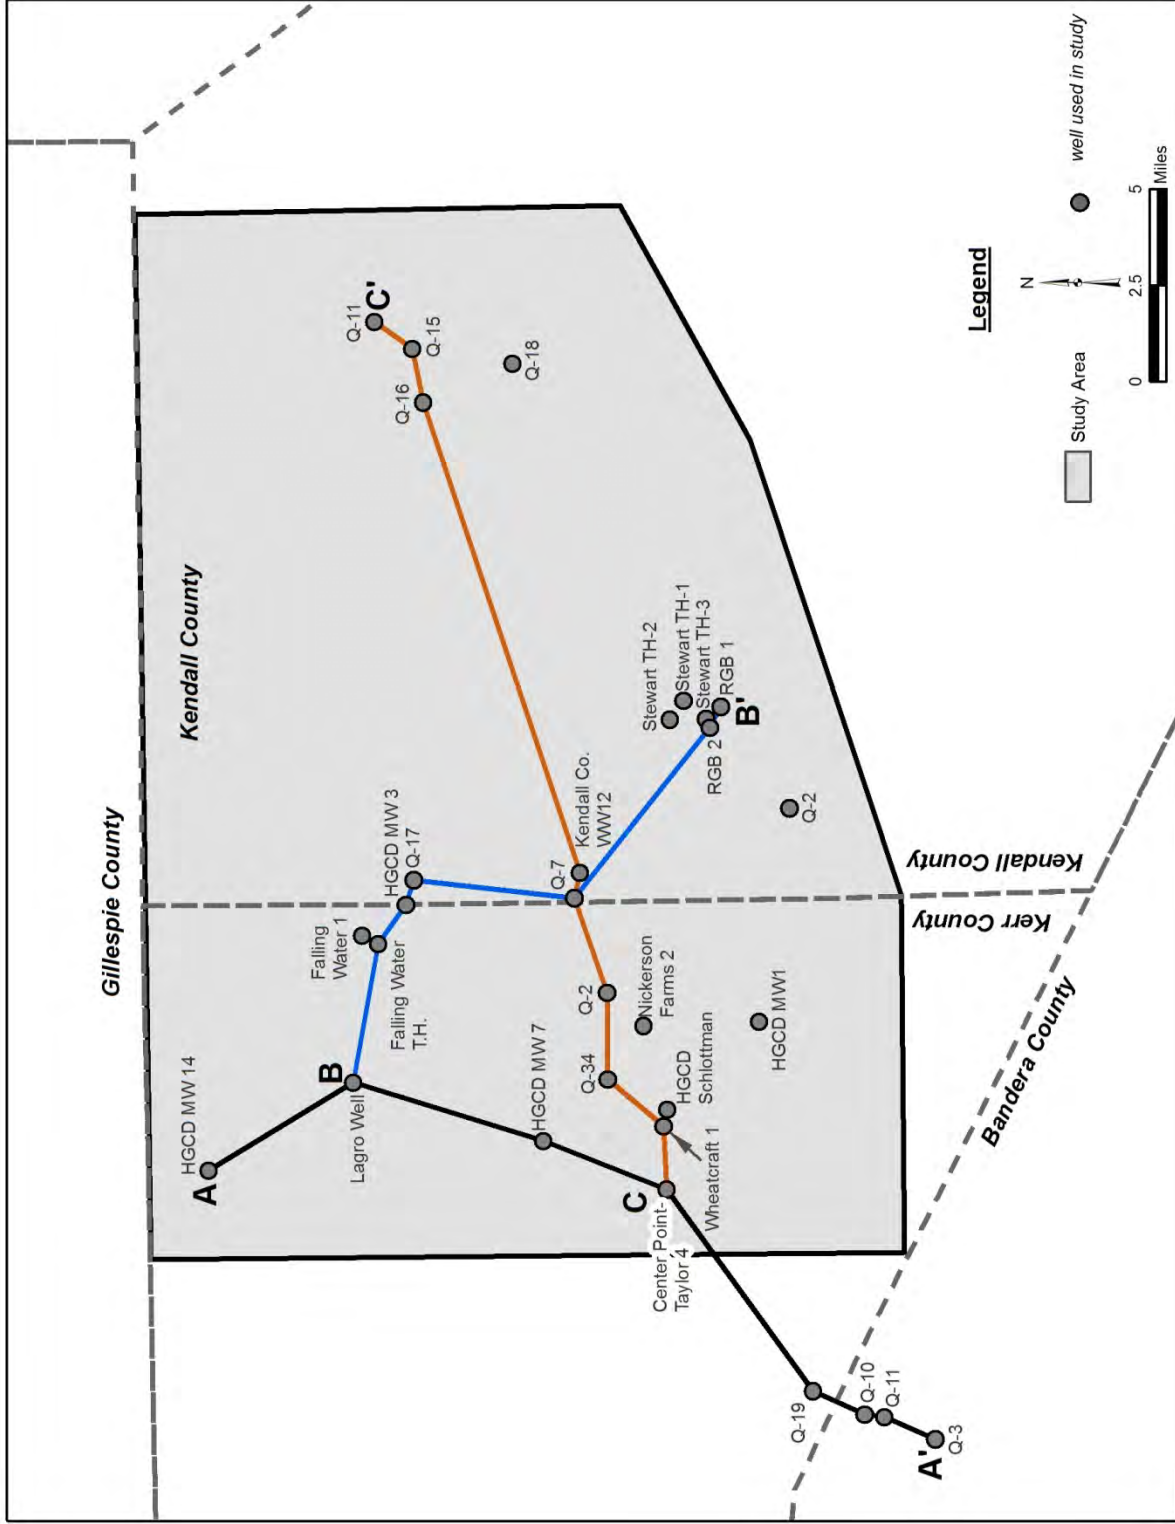 Gillespie County
Kendall County
HGCD MW 14
A
B
Lagro Well
Falling
Water 1
Falling Water
T.H.
HGCD MW 3
Q-17
Q-11
C'
Q-15
Q-16
Q-18
HGCD MW 7
Q-7
Kendall Co.
WW12
Q-2
Q-34
Nickerson
Farms 2
HGCD
Schlottman
Wheatcraft 1
C
Center Point-
Taylor 4
HGCD MW1
Stewart TH-2
Stewart TH-1
Stewart TH-3
RGB 1
RGB 2
B'
Q-2
Kendall County
Kerr County
Bandera County
Q-19
Q-10
Q-11
A'
Q-3
Legend
Study Area
N
well used in study
0
2.5
5
Miles